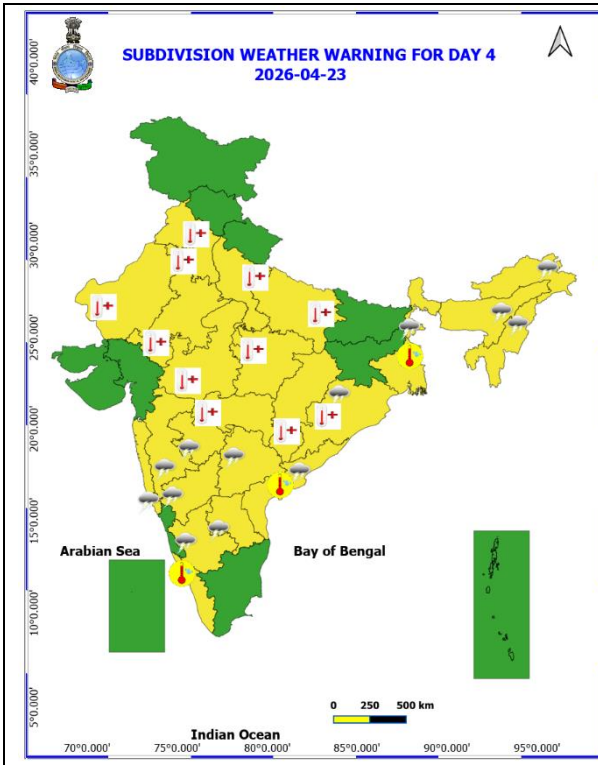 SUBDIVISION WEATHER WARNING FOR DAY 4
2026-04-23
40°0.000'
35°0.000'
30°0.000'
25°0.000'
20°0.000'
15°0.000'
10°0.000'
5°0.000'
Arabian Sea
Bay of Bengal
0 250 500 km
Indian Ocean
70°0.000' 75°0.000' 80°0.000' 85°0.000' 90°0.000' 95°0.000'